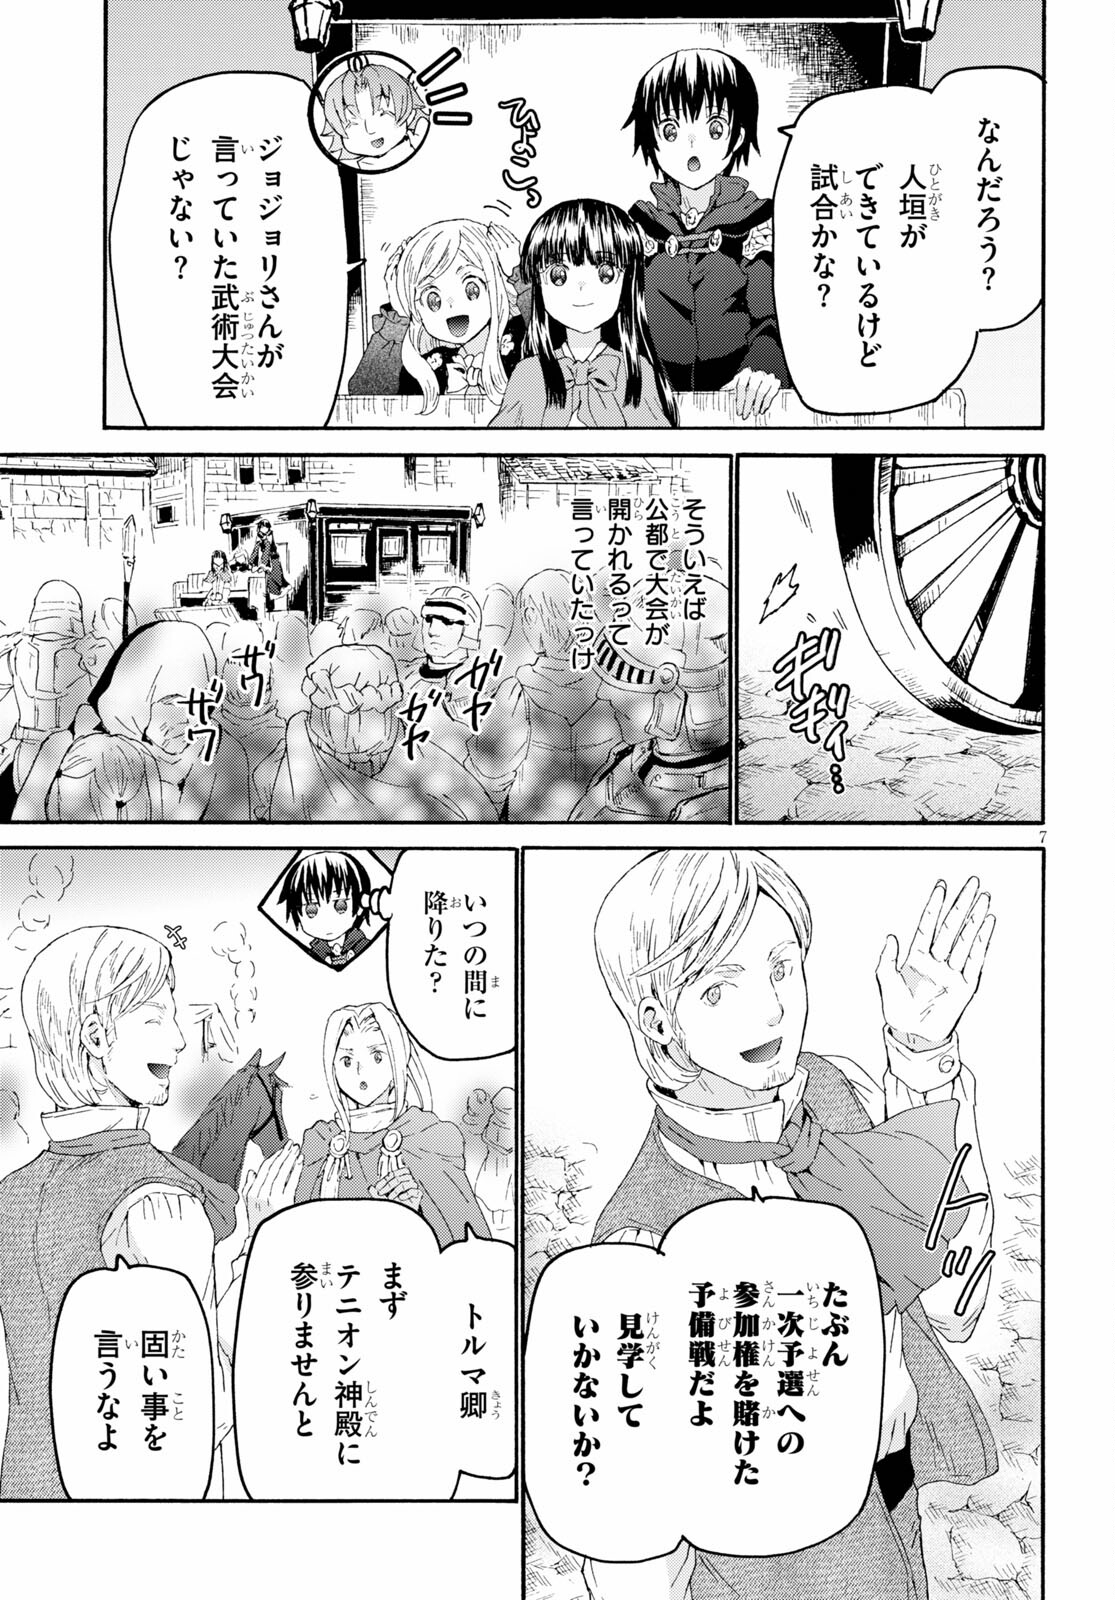 なんだろう？
人垣が
できているけど
試合かな？
ひょこっ
ジョジョリさんが
言っていた武術大会
じゃない？
ギギギィ…
そういえば
公都で大会が
開かれるって
言っていたっけ
ガヤ
ガヤ
ザワ
ザワ
7
たぶん
一次予選への
参加権を賭けた
予備戦だよ
見学して
いかないか？
トッ
いつの間に
降りた？
トルマ卿
まず
テニオン神殿に
参りませんと
固い事を
言うなよ